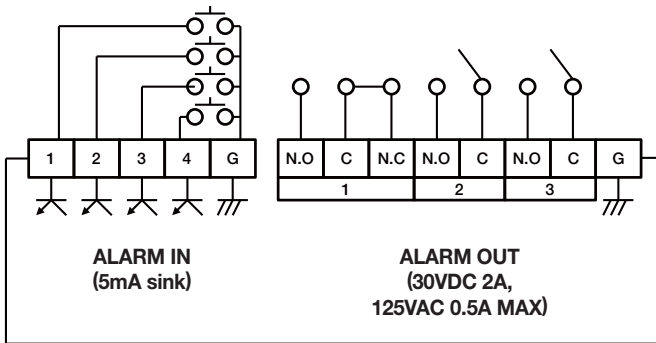 1 2 3 4 G
N.O C N.C N.O C N.O C G
1 2 3
ALARM IN
(5mA sink)
ALARM OUT
(30VDC 2A,
125VAC 0.5A MAX)